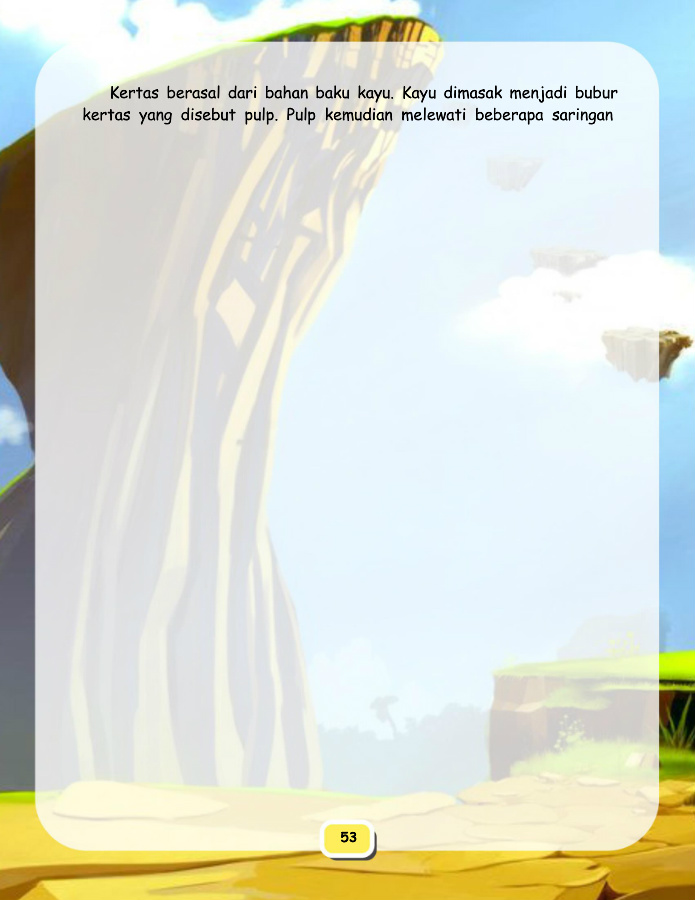 Kertas berasal dari bahan baku kayu. Kayu dimasak menjadi bubur
kertas yang disebut pulp. Pulp kemudian melewati beberapa saringan
53